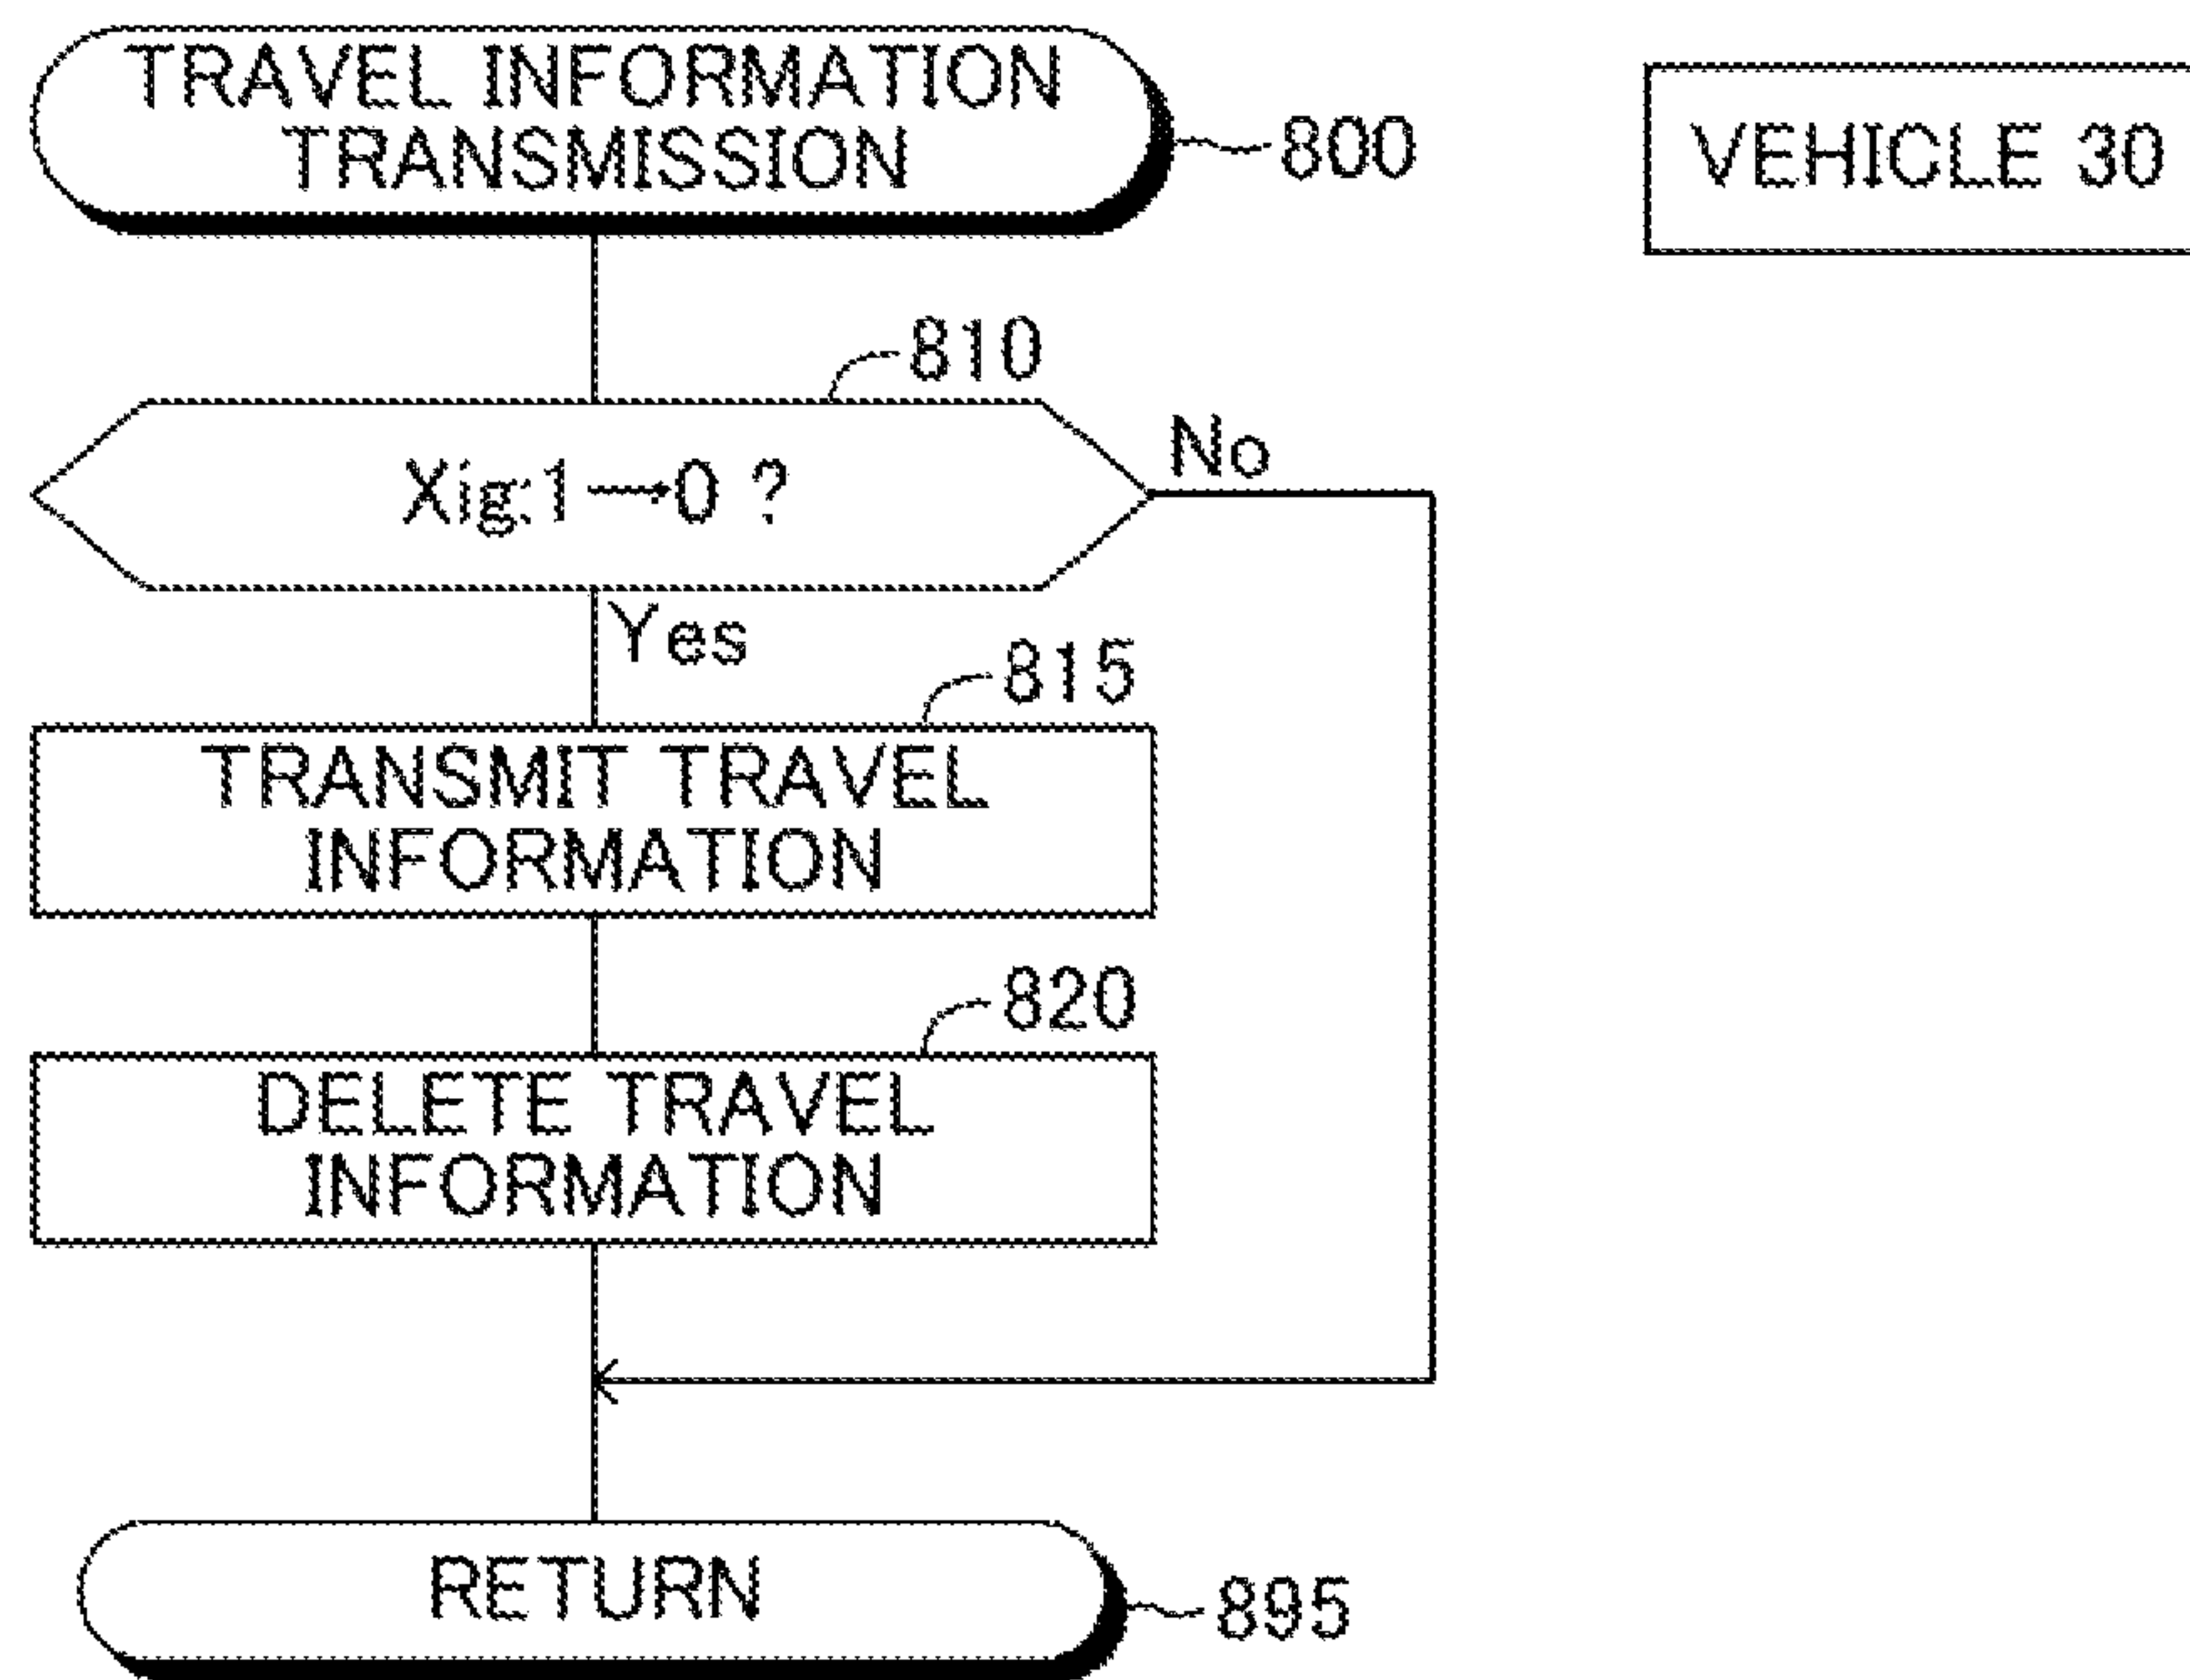 TRAVEL INFORMATION
TRANSMISSION
800
VEHICLE 30
810
Xig:1→0 ?
No
Yes
815
TRANSMIT TRAVEL
INFORMATION
820
DELETE TRAVEL
INFORMATION
RETURN
895